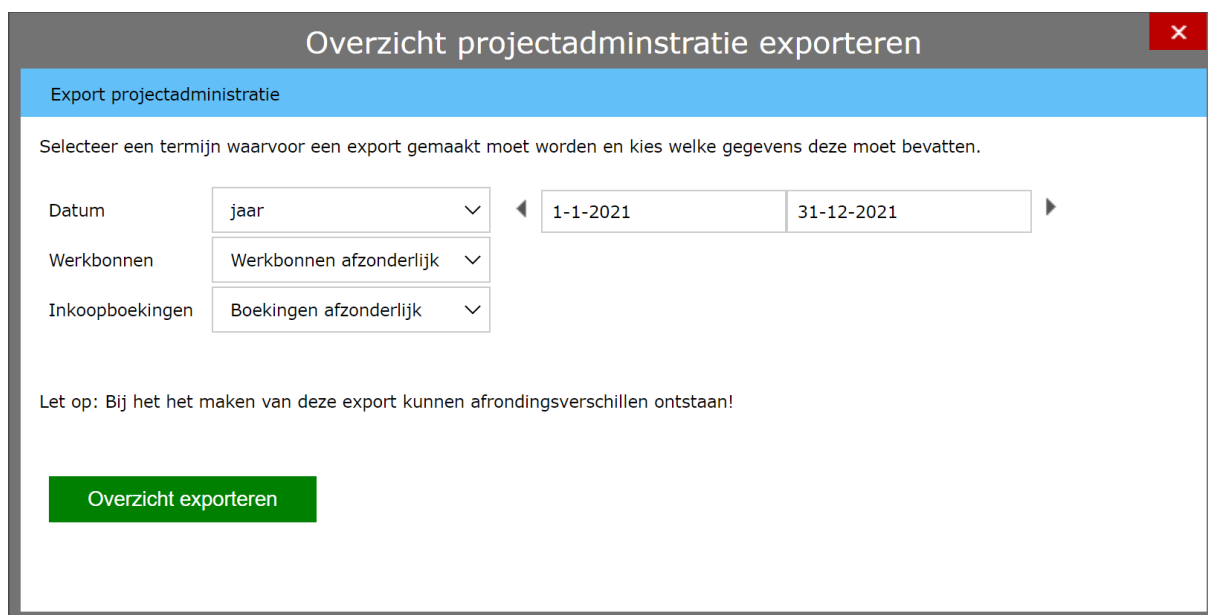 Overzicht projectadminstratie exporteren
Export projectadministratie
Selecteer een termijn waarvoor een export gemaakt moet worden en kies welke gegevens deze moet bevatten.
Datum jaar 1-1-2021 31-12-2021
Werkbonnen Werkbonnen afzonderlijk
Inkoopboekingen Boekingen afzonderlijk
Let op: Bij het het maken van deze export kunnen afrondingsverschillen ontstaan!
Overzicht exporteren